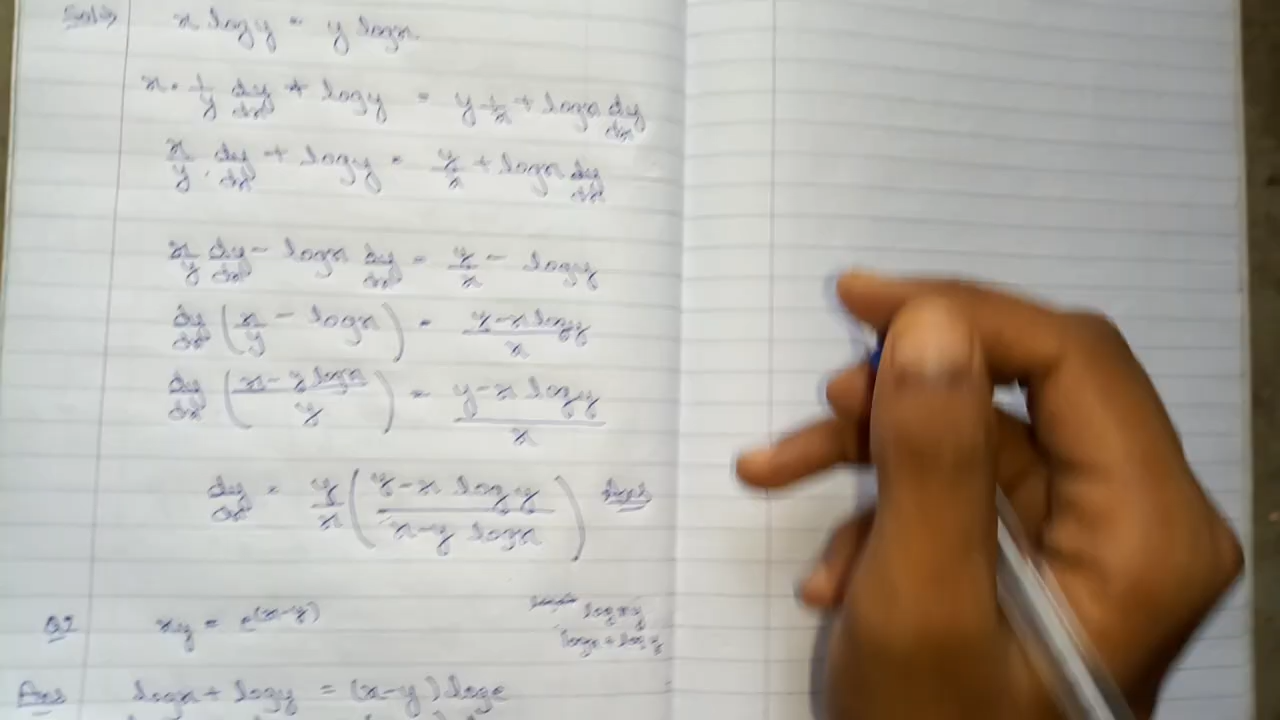 Soln x log y = y log x
x · 1/y dy/dx + log y = y 1/x + log x dy/dx
x/y · dy/dx + log y = y/x + log x dy/dx
x/y dy/dx - log x dy/dx = y/x - log y
dy/dx (x/y - log x) = y-x log y/x
dy/dx (x-y log x/y) = y-x log y/x
dy/dx = y/x (y-x log y/x-y log x) Ans
xy = e^(x-y)
log xy
log x + log y
Ans log x + log y = (x-y) log e